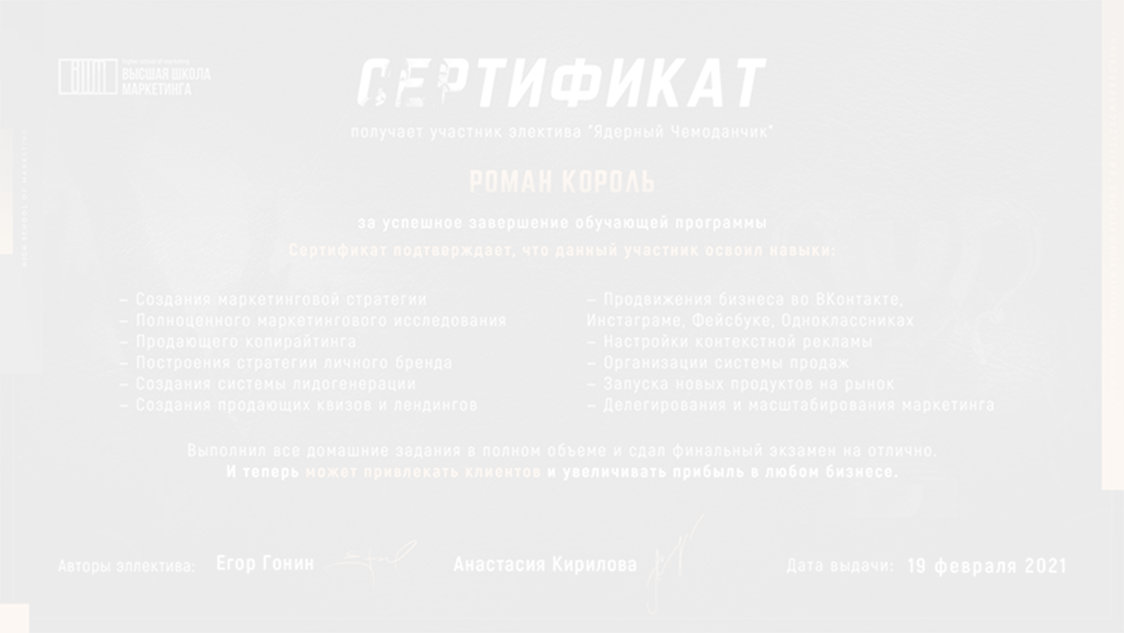 ВЫСШАЯ ШКОЛА
МАРКЕТИНГА
СЕРТИФИКАТ
получает участник электива "Ядерный Чемоданчик"
РОМАН КОРОЛЬ
за успешное завершение обучающей программы
Сертификат подтверждает, что данный участник освоил навыки:
– Создания маркетинговой стратегии
– Полноценного маркетингового исследования
– Продающего копирайтинга
– Построения стратегии личного бренда
– Создания системы лидогенерации
– Создания продающих квизов и лендингов
– Продвижения бизнеса во ВКонтакте,
Инстаграме, Фейсбуке, Одноклассниках
– Настройки контекстной рекламы
– Организации системы продаж
– Запуска новых продуктов на рынок
– Делегирования и масштабирования маркетинга
Выполнил все домашние задания в полном объеме и сдал финальный экзамен на отлично.
И теперь может привлекать клиентов и увеличивать прибыль в любом бизнесе.
Авторы эллектива: Егор Гонин Анастасия Кирилова Дата выдачи: 19 февраля 2021